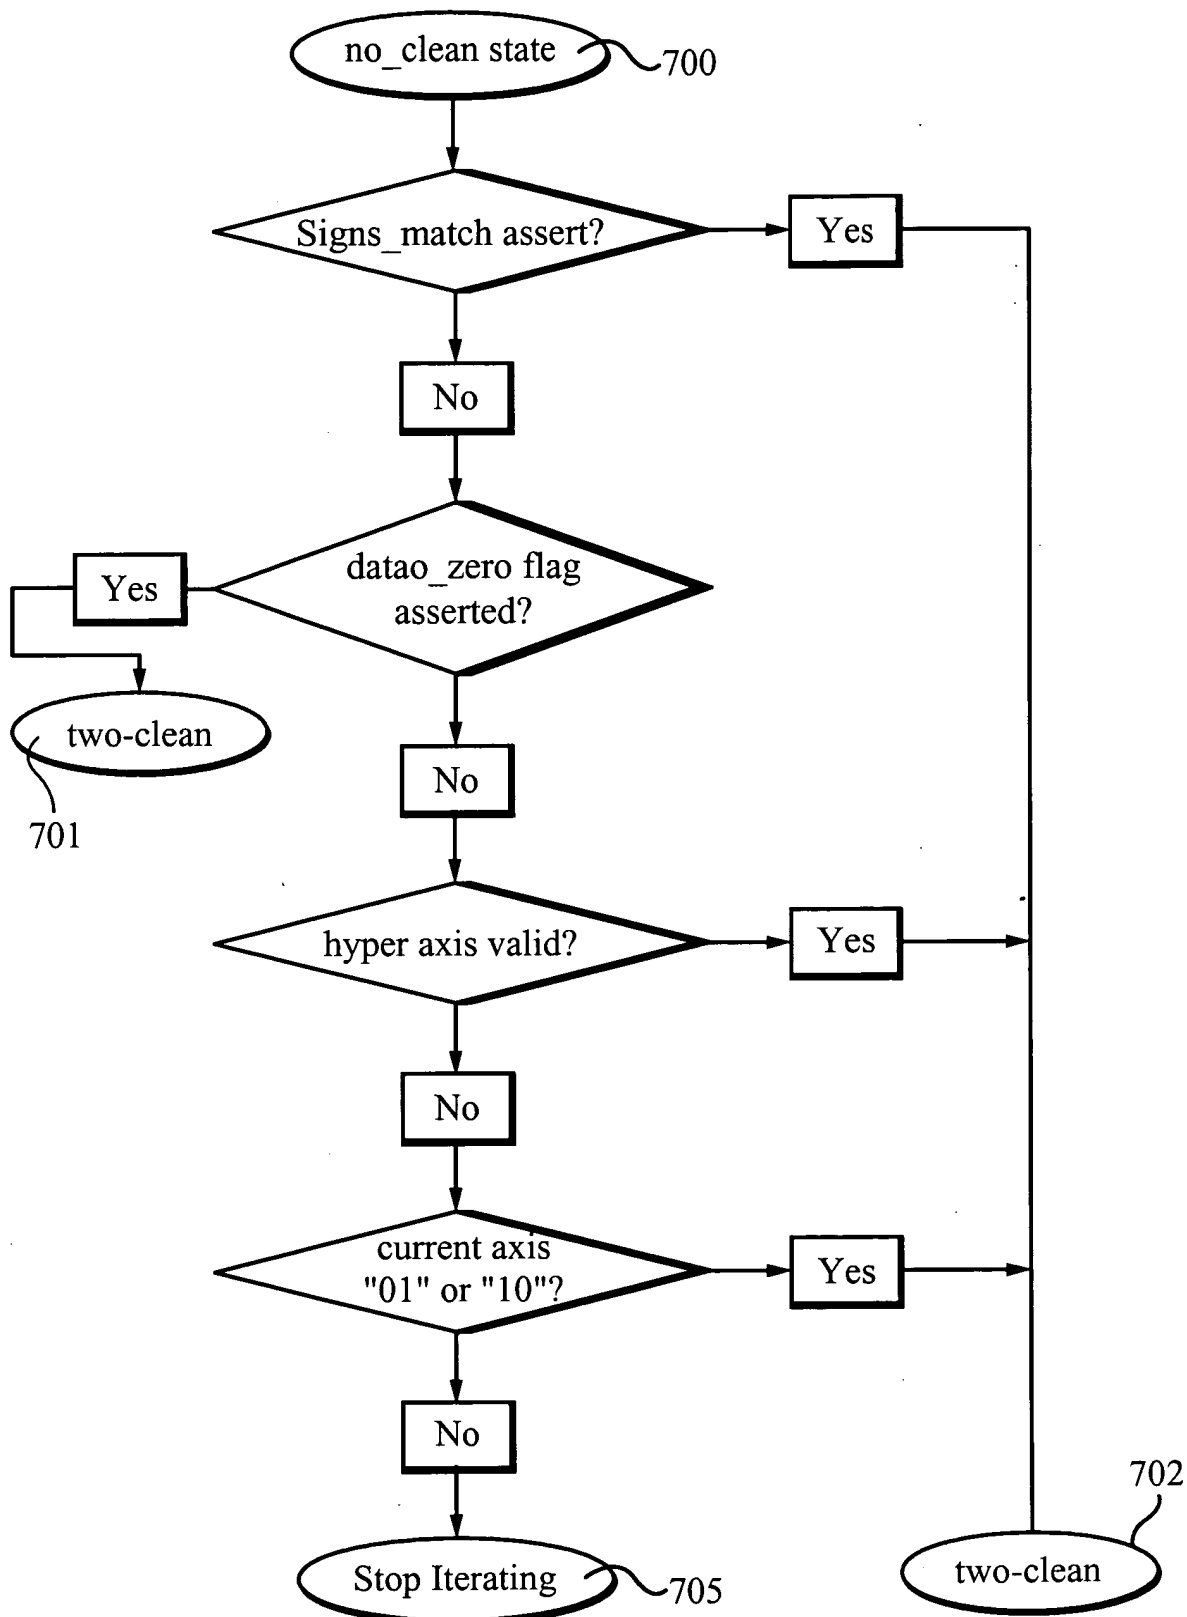 no_clean state
700
Signs_match assert?
Yes
No
datao_zero flag
asserted?
Yes
two-clean
701
No
hyper axis valid?
Yes
No
current axis
"01" or "10"?
Yes
No
Stop Iterating
705
702
two-clean